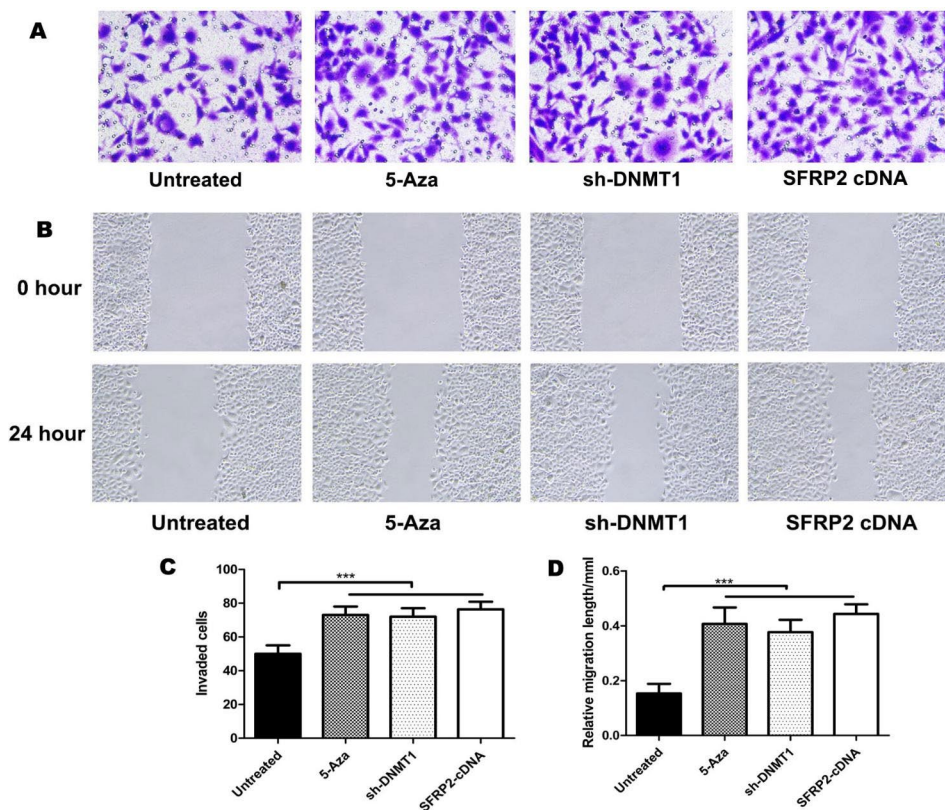 A
Untreated 5-Aza sh-DNMT1 SFRP2 cDNA
B
0 hour
24 hour
Untreated 5-Aza sh-DNMT1 SFRP2 cDNA
C
***
Invaded cells
100
80
60
40
20
0
Untreated
5-Aza
sh-DNMT1
SFRP2-cDNA
D
***
Relative migration length/mml
0.6
0.4
0.2
0.0
Untreated
5-Aza
sh-DNMT1
SFRP2-cDNA